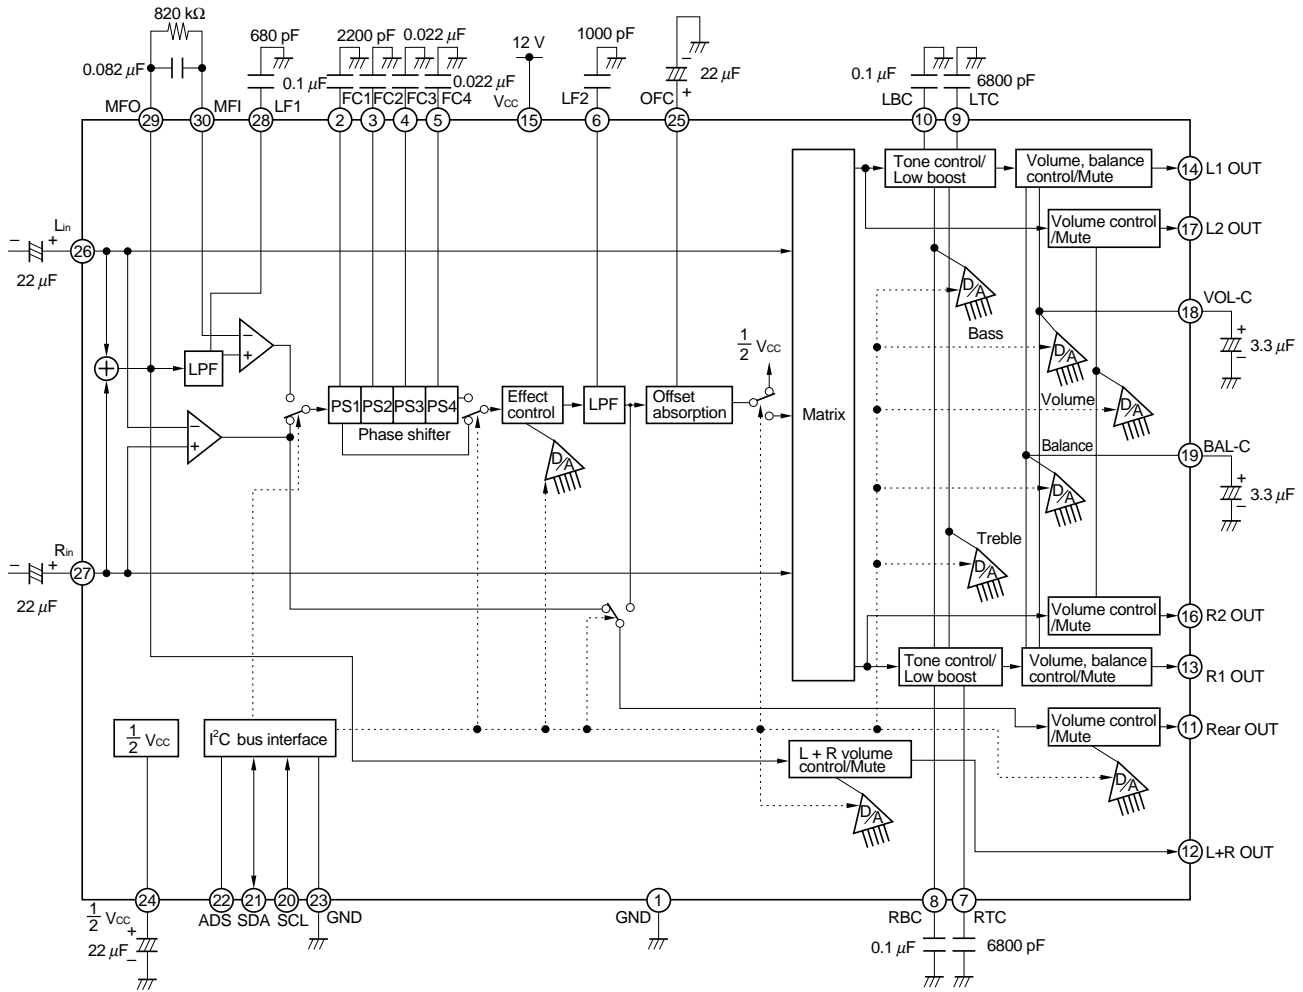 820 kΩ
0.082 µF
680 pF
0.1 µF
2200 pF
0.022 µF
0.022 µF
12 V
1000 pF
22 µF
0.1 µF
6800 pF
MFO
MFI
LF1
FC1
FC2
FC3
FC4
VCC
LF2
OFC
LBC
LTC
29
30
28
2
3
4
5
15
6
25
10
9
Tone control/
Low boost
Volume, balance
control/Mute
14
L1 OUT
Volume control
/Mute
17
L2 OUT
− +
Lin
26
22 µF
D/A
Bass
VOL-C
18
+
−
3.3 µF
−
+
LPF
+
1/2 VCC
D/A
Volume
D/A
PS1
PS2
PS3
PS4
Phase shifter
Effect
control
LPF
Offset
absorption
Matrix
−
+
D/A
Balance
BAL-C
19
+
−
3.3 µF
D/A
− +
Rin
27
22 µF
Treble
D/A
Volume control
/Mute
16
R2 OUT
Tone control/
Low boost
Volume, balance
control/Mute
13
R1 OUT
1/2 VCC
I²C bus interface
Volume control
/Mute
11
Rear OUT
L + R volume
control/Mute
D/A
D/A
12
L+R OUT
24
22
21
20
23
1
8
7
1/2 VCC
ADS
SDA
SCL
GND
GND
RBC
RTC
+
−
22 µF
0.1 µF
6800 pF